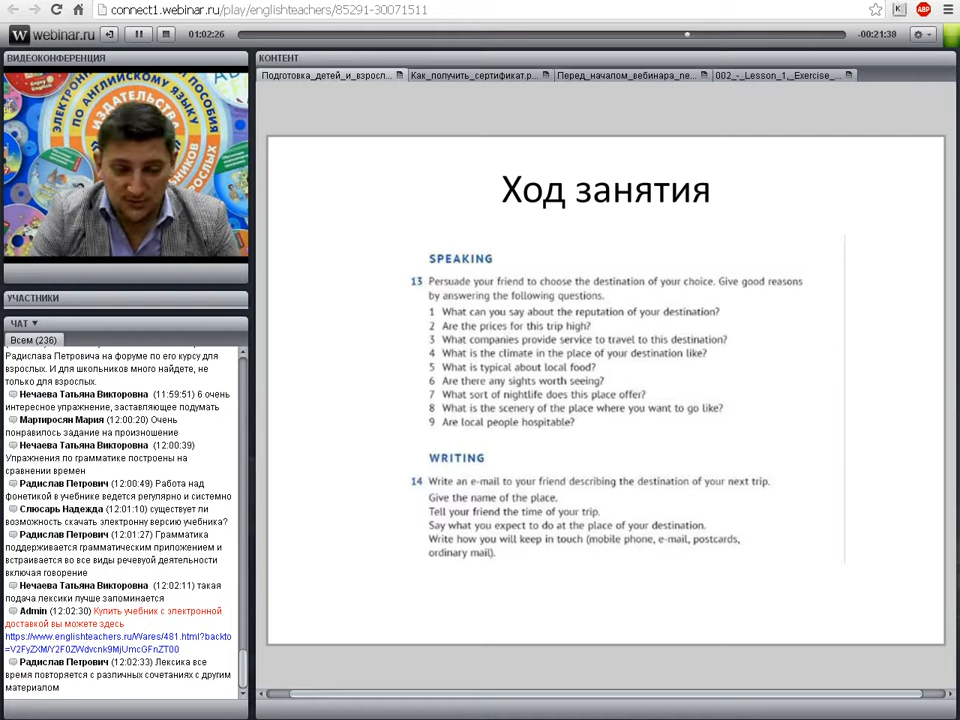 connect1.webinar.ru/play/englishteachers/85291-30071511
K
ABP
W webinar.ru
01:02:26
-00:21:38
ВИДЕОКОНФЕРЕНЦИЯ
ЭЛЕКТРОННЫЕ ПОСОБИЯ
ПО АНГЛИЙСКОМУ ЯЗЫКУ
ИЗДАТЕЛЬСТВА
УЧАСТНИКИ
ЧАТ
Всем (236)
Радислава Петровича на форуме по его курсу для
взрослых. И для школьников много найдете, не
только для взрослых.
Нечаева Татьяна Викторовна (11:59:51) 6 очень
интересное упражнение, заставляющее подумать
Мартиросян Мария (12:00:20) Очень
понравилось задание на произношение
Нечаева Татьяна Викторовна (12:00:39)
Упражнения по грамматике построены на
сравнении времен
Радислав Петрович (12:00:49) Работа над
фонетикой в учебнике ведется регулярно и системно
Слюсарь Надежда (12:01:10) существует ли
возможность скачать электронну версию учебника?
Радислав Петрович (12:01:27) Грамматика
поддерживается грамматическим приложением и
встраивается во все виды речевуой деятельности
включая говорение
Нечаева Татьяна Викторовна (12:02:11) такая
подача лексики лучше запоминается
Admin (12:02:30) Купить учебник с электронной
доставкой вы можете здесь
https://www.englishteachers.ru/Wares/481.html?backto
=V2FyZXM/Y2F0ZWdvcnk9MjUmcGFnZT00
Радислав Петрович (12:02:33) Лексика все
время повторяется с различных сочетаниях с другим
материалом
КОНТЕНТ
Подготовка_детей_и_взросл...
Как_получить_сертификат.p...
Перед_началом_вебинара_пе...
002_-_Lesson_1,_Exercise_...
Ход занятия
SPEAKING
13 Persuade your friend to choose the destination of your choice. Give good reasons
by answering the following questions.
1 What can you say about the reputation of your destination?
2 Are the prices for this trip high?
3 What companies provide service to travel to this destination?
4 What is the climate in the place of your destination like?
5 What is typical about local food?
6 Are there any sights worth seeing?
7 What sort of nightlife does this place offer?
8 What is the scenery of the place where you want to go like?
9 Are local people hospitable?
WRITING
14 Write an e-mail to your friend describing the destination of your next trip.
Give the name of the place.
Tell your friend the time of your trip.
Say what you expect to do at the place of your destination.
Write how you will keep in touch (mobile phone, e-mail, postcards,
ordinary mail).